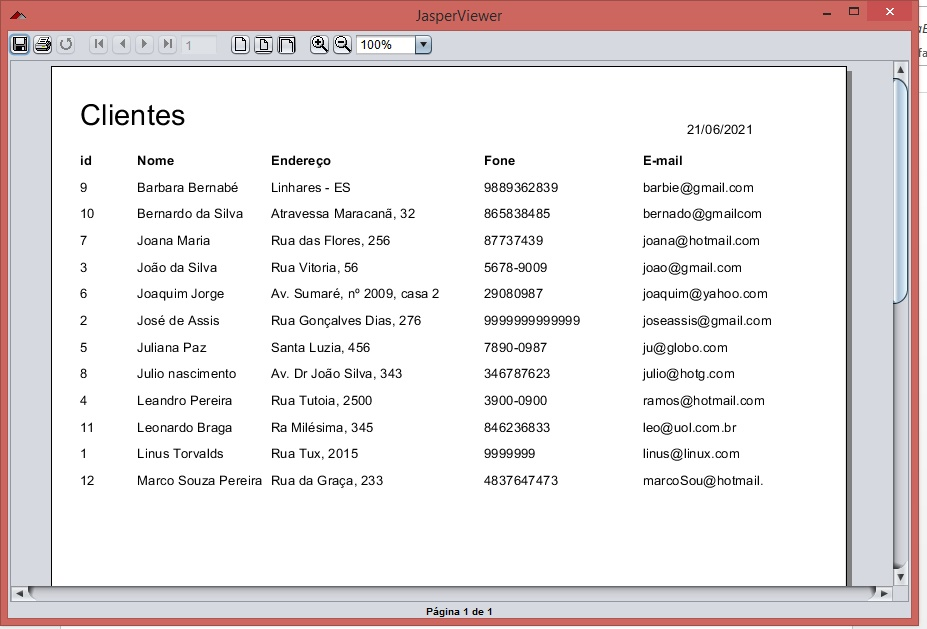 JasperViewer
1
100%
Clientes
21/06/2021
id Nome Endereço Fone E-mail
9 Barbara Bernabé Linhares - ES 9889362839 barbie@gmail.com
10 Bernardo da Silva Atravessa Maracanã, 32 865838485 bernado@gmailcom
7 Joana Maria Rua das Flores, 256 87737439 joana@hotmail.com
3 João da Silva Rua Vitoria, 56 5678-9009 joao@gmail.com
6 Joaquim Jorge Av. Sumaré, nº 2009, casa 2 29080987 joaquim@yahoo.com
2 José de Assis Rua Gonçalves Dias, 276 9999999999999 joseassis@gmail.com
5 Juliana Paz Santa Luzia, 456 7890-0987 ju@globo.com
8 Julio nascimento Av. Dr João Silva, 343 346787623 julio@hotg.com
4 Leandro Pereira Rua Tutoia, 2500 3900-0900 ramos@hotmail.com
11 Leonardo Braga Ra Milésima, 345 846236833 leo@uol.com.br
1 Linus Torvalds Rua Tux, 2015 9999999 linus@linux.com
12 Marco Souza Pereira Rua da Graça, 233 4837647473 marcoSou@hotmail.
Página 1 de 1